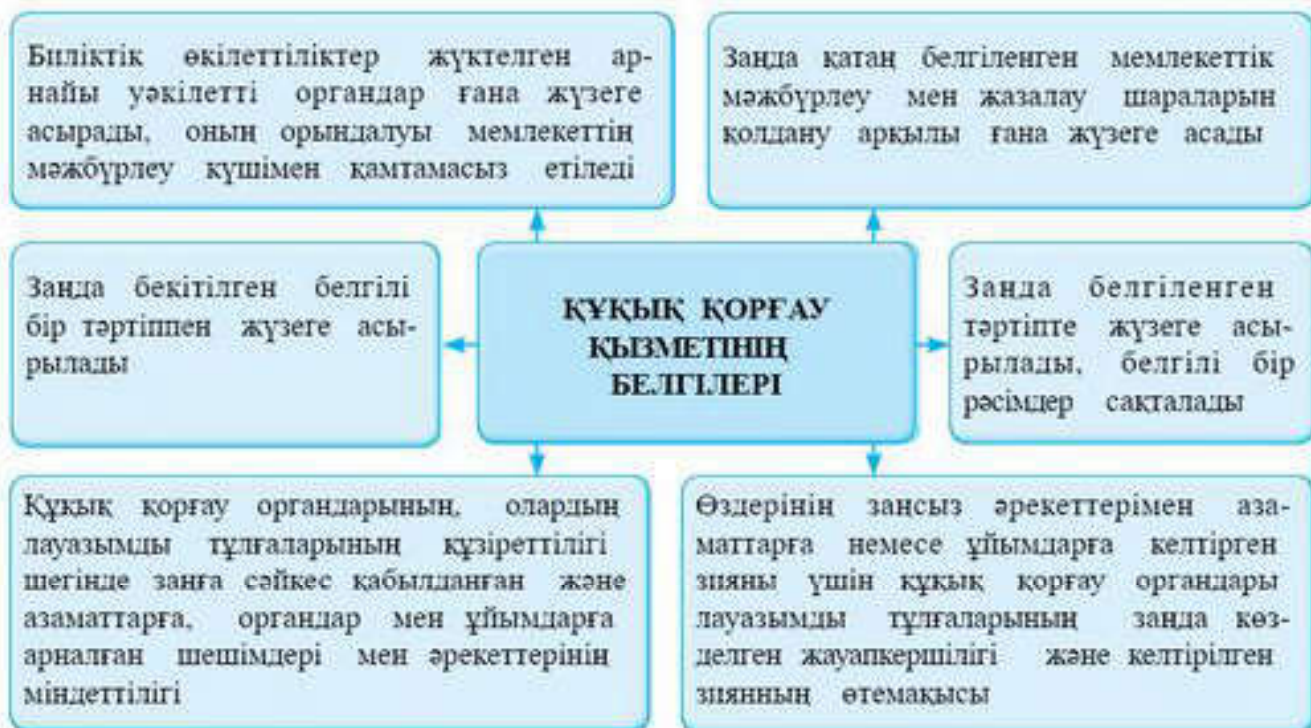 Биліктік өкілеттіліктер жүктелген ар-
найы уәкілетті органдар ғана жүзеге
асырады, оның орындалуы мемлекеттің
мәжбүрлеу күшімен қамтамасыз етіледі
Заңда қатаң белгіленген мемлекеттік
мәжбүрлеу мен жазалау шараларын
қолдану арқылы ғана жүзеге асады
Заңда бекітілген белгілі
бір тәртіппен жүзеге асы-
рылады
ҚҰҚЫҚ ҚОРҒАУ
ҚЫЗМЕТІНІҢ
БЕЛГІЛЕРІ
Заңда белгіленген
тәртіпте жүзеге асы-
рылады, белгілі бір
рәсімдер сақталады
Құқық қорғау органдарының, олардың
лауазымды тұлғаларының құзіреттілігі
шегінде заңға сәйкес қабылданған және
азаматтарға, органдар мен ұйымдарға
арналған шешімдері мен әрекеттерінің
міндеттілігі
Өздерінің заңсыз әрекеттерімен аза-
маттарға немесе ұйымдарға келтірген
зияны үшін құқық қорғау органдары
лауазымды тұлғаларының заңда көз-
делген жауапкершілігі және келтірілген
зиянның өтемақысы